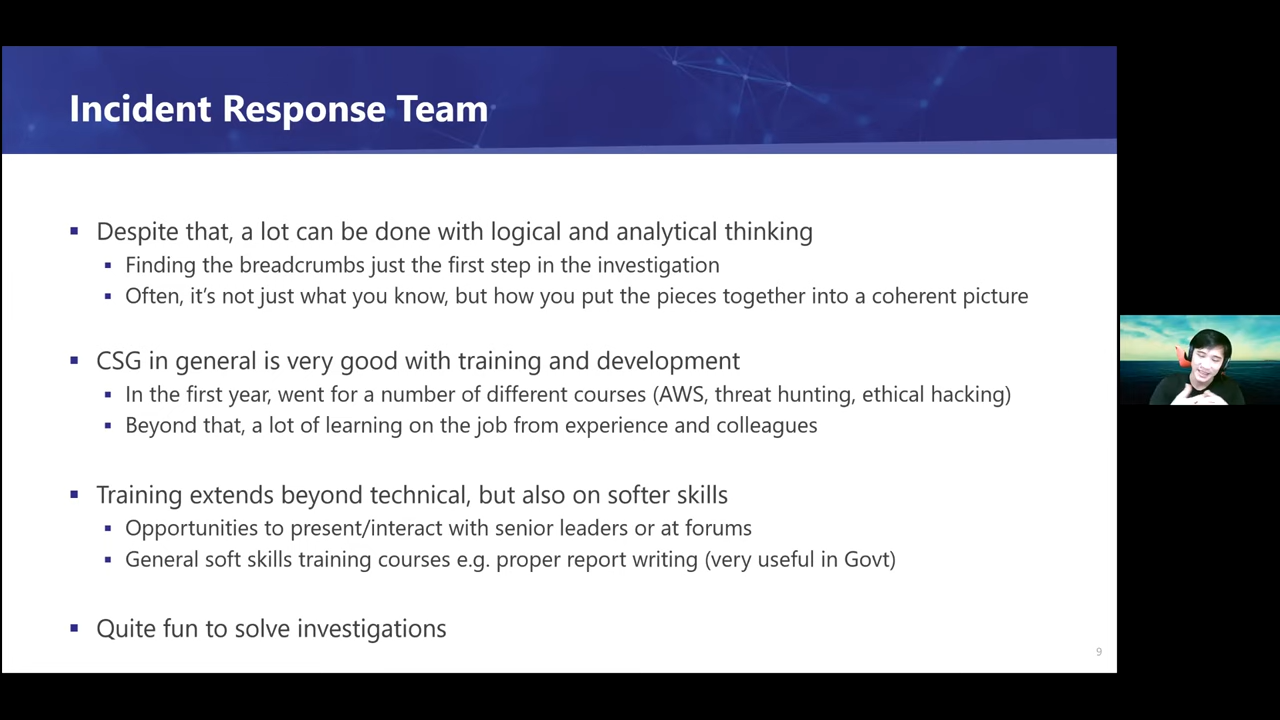 Incident Response Team
Despite that, a lot can be done with logical and analytical thinking
Finding the breadcrumbs just the first step in the investigation
Often, it's not just what you know, but how you put the pieces together into a coherent picture
CSG in general is very good with training and development
In the first year, went for a number of different courses (AWS, threat hunting, ethical hacking)
Beyond that, a lot of learning on the job from experience and colleagues
Training extends beyond technical, but also on softer skills
Opportunities to present/interact with senior leaders or at forums
General soft skills training courses e.g. proper report writing (very useful in Govt)
Quite fun to solve investigations
9